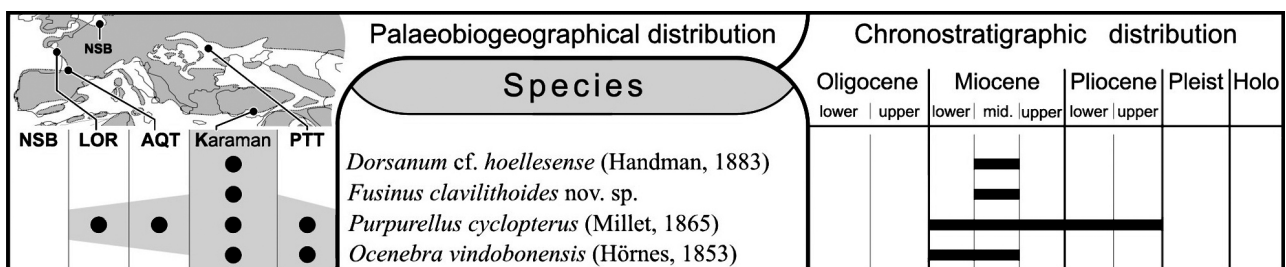 NSB
Palaeobiogeographical distribution
Chronostratigraphic distribution
Species
Oligocene Miocene Pliocene Pleist Holo
lower upper lower mid. upper lower upper
NSB LOR AQT Karaman PTT
Dorsanum cf. hoellesense (Handman, 1883)
Fusinus clavilithoides nov. sp.
Purpurellus cyclopterus (Millet, 1865)
Ocenebra vindobonensis (Hörnes, 1853)